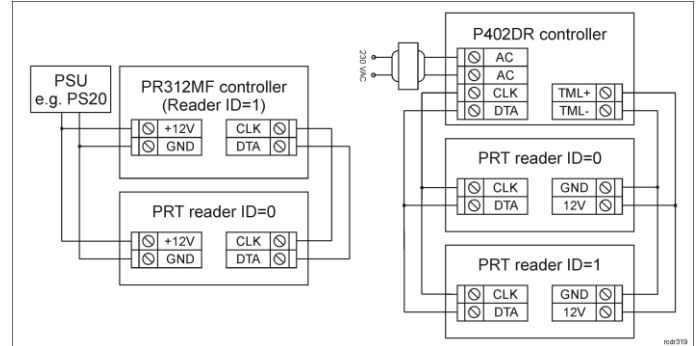 PSU
e.g. PS20
PR312MF controller
(Reader ID=1)
+12V CLK
GND DTA
PRT reader ID=0
+12V CLK
GND DTA
P402DR controller
230 VAC
AC
AC
CLK TML+
DTA TML-
PRT reader ID=0
CLK GND
DTA 12V
PRT reader ID=1
CLK GND
DTA 12V
rcdr319